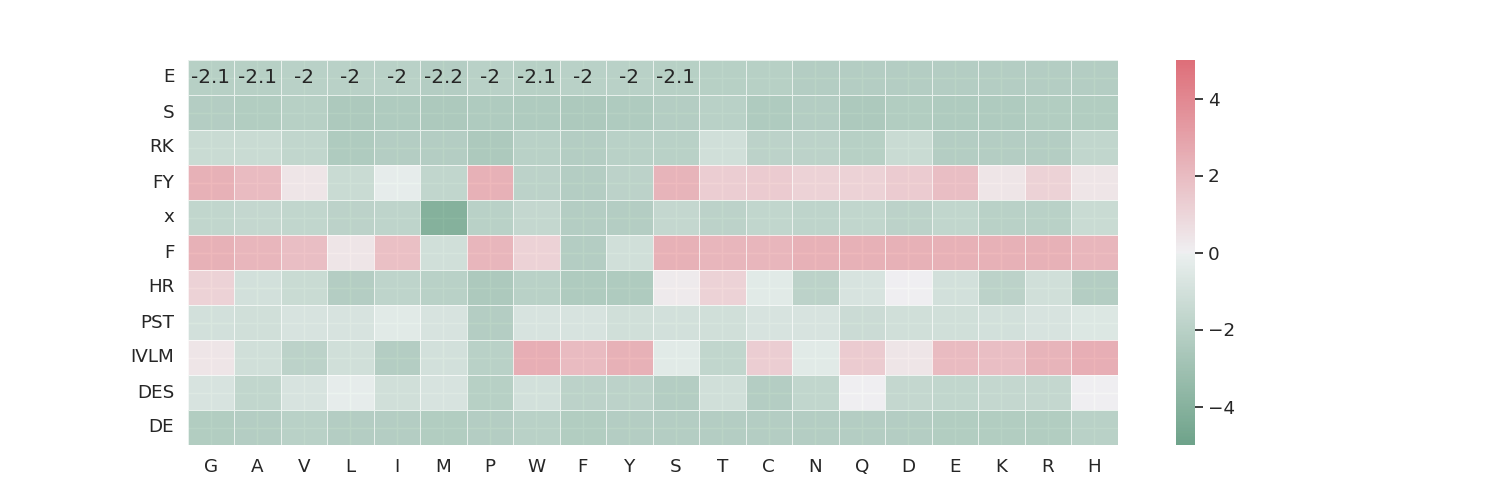 E -2.1 -2.1 -2 -2 -2 -2.2 -2 -2.1 -2 -2 -2.1
S
RK
FY
x
F
HR
PST
IVLM
DES
DE
G A V L I M P W F Y S T C N Q D E K R H
4
2
0
−2
−4